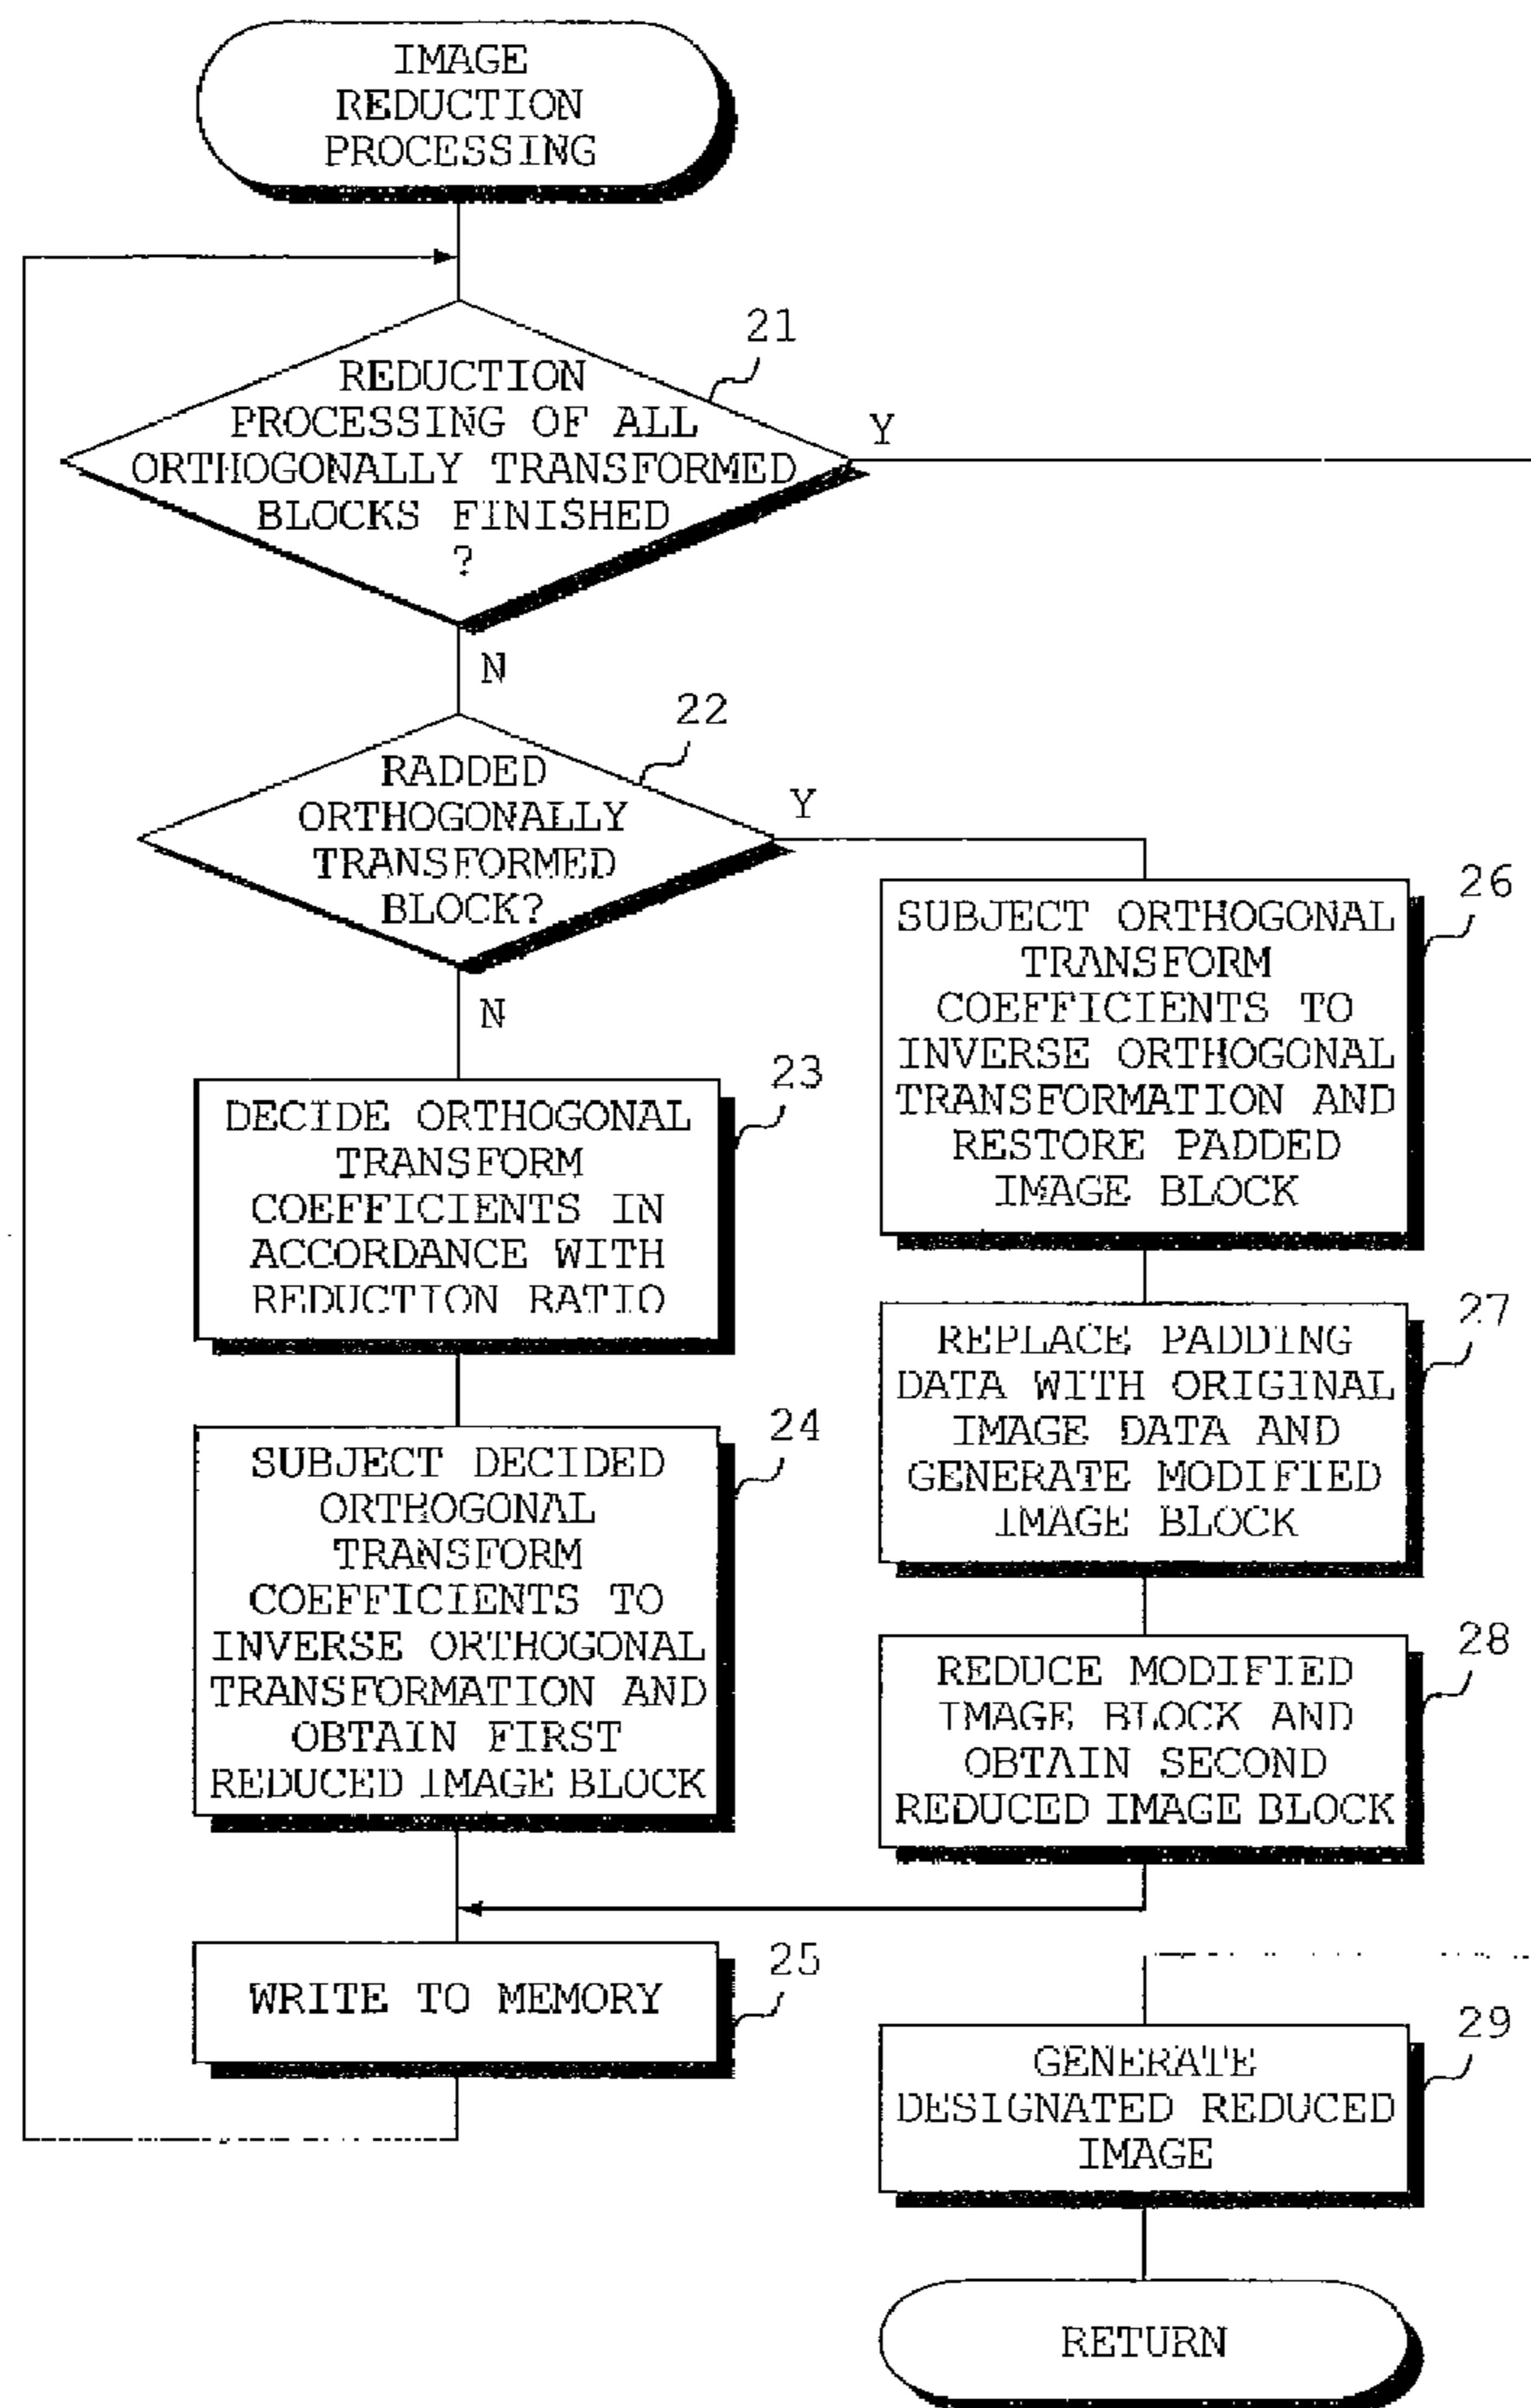 IMAGE
REDUCTION
PROCESSING
21
REDUCTION
PROCESSING OF ALL
ORTHOGONALLY TRANSFORMED
BLOCKS FINISHED
?
Y
N
22
RADDED
ORTHOGONALLY
TRANSFORMED
BLOCK?
Y
N
23
DECIDE ORTHOGONAL
TRANSFORM
COEFFICIENTS IN
ACCORDANCE WITH
REDUCTION RATIO
24
SUBJECT DECIDED
ORTHOGONAL
TRANSFORM
COEFFICIENTS TO
INVERSE ORTHOGONAL
TRANSFORMATION AND
OBTAIN FIRST
REDUCED IMAGE BLOCK
25
WRITE TO MEMORY
26
SUBJECT ORTHOGONAL
TRANSFORM
COEFFICIENTS TO
INVERSE ORTHOGONAL
TRANSFORMATION AND
RESTORE PADDED
IMAGE BLOCK
27
REPLACE PADDING
DATA WITH ORIGINAL
IMAGE DATA AND
GENERATE MODIFIED
IMAGE BLOCK
28
REDUCE MODIFIED
IMAGE BLOCK AND
OBTAIN SECOND
REDUCED IMAGE BLOCK
29
GENERATE
DESIGNATED REDUCED
IMAGE
RETURN